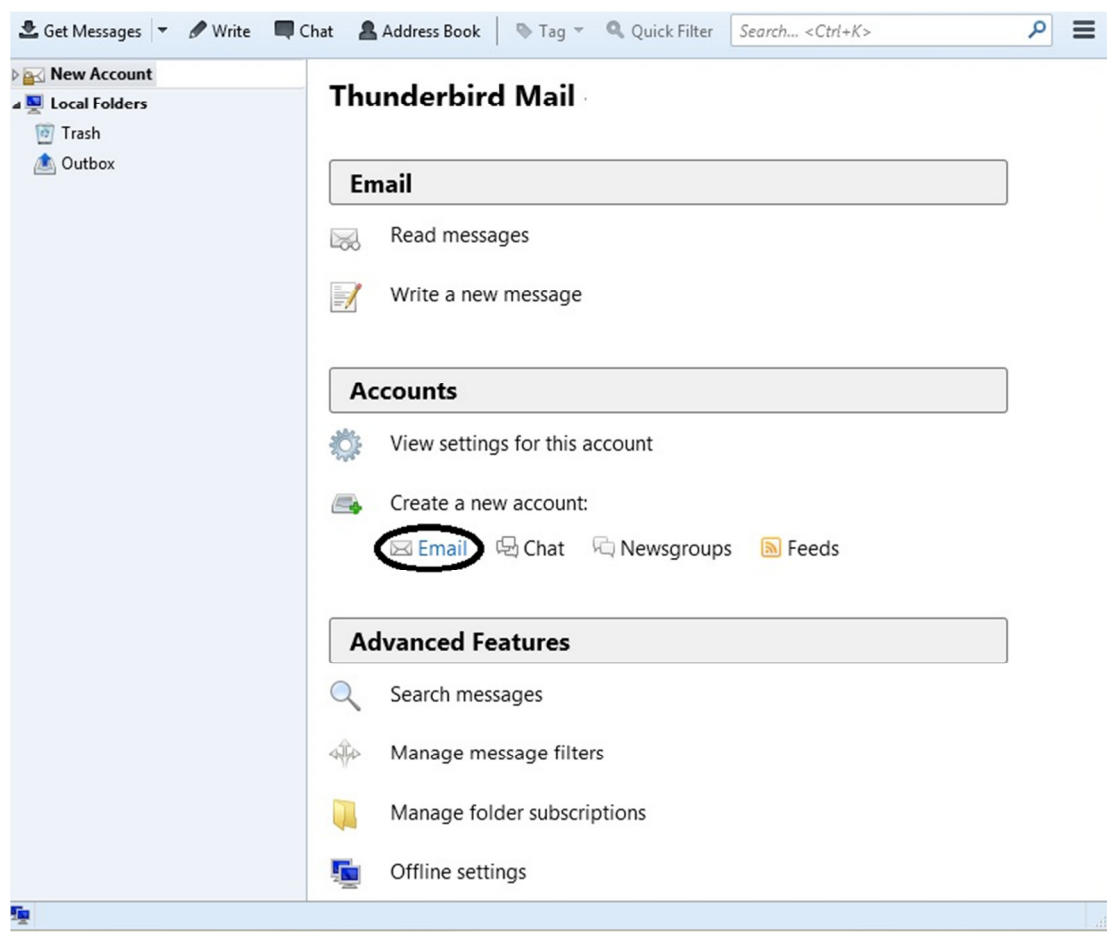 Get Messages Write Chat Address Book Tag Quick Filter Search... <Ctrl+K>
New Account
Local Folders
Trash
Outbox
Thunderbird Mail
Email
Read messages
Write a new message
Accounts
View settings for this account
Create a new account:
Email Chat Newsgroups Feeds
Advanced Features
Search messages
Manage message filters
Manage folder subscriptions
Offline settings